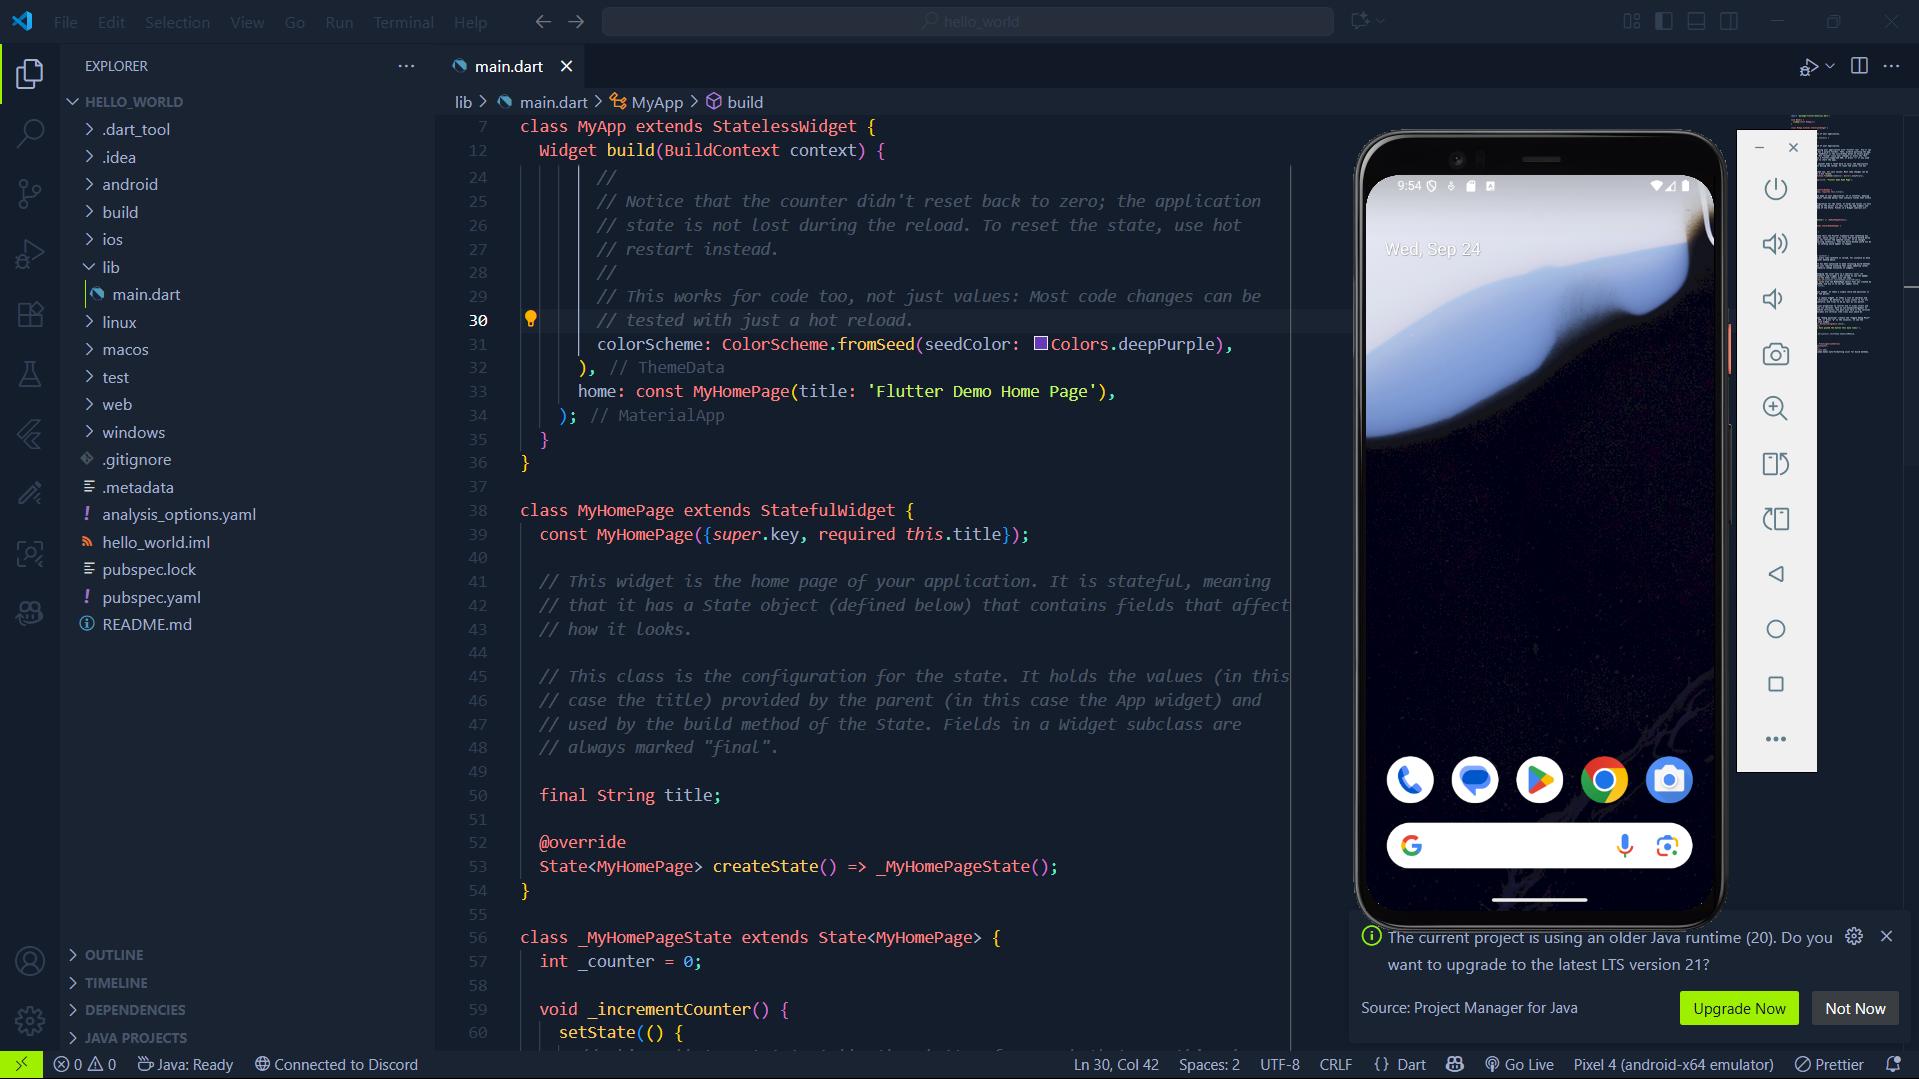 File Edit Selection View Go Run Terminal Help
hello_world
EXPLORER
main.dart
HELLO_WORLD
.dart_tool
.idea
android
build
ios
lib
main.dart
linux
macos
test
web
windows
.gitignore
.metadata
analysis_options.yaml
hello_world.iml
pubspec.lock
pubspec.yaml
README.md
OUTLINE
TIMELINE
DEPENDENCIES
JAVA PROJECTS
lib > main.dart > MyApp > build
7 class MyApp extends StatelessWidget {
12 Widget build(BuildContext context) {
24 //
25 // Notice that the counter didn't reset back to zero; the application
26 // state is not lost during the reload. To reset the state, use hot
27 // restart instead.
28 //
29 // This works for code too, not just values: Most code changes can be
30 // tested with just a hot reload.
31 colorScheme: ColorScheme.fromSeed(seedColor: Colors.deepPurple),
32 ), // ThemeData
33 home: const MyHomePage(title: 'Flutter Demo Home Page'),
34 ); // MaterialApp
35 }
36 }
37
38 class MyHomePage extends StatefulWidget {
39 const MyHomePage({super.key, required this.title});
40
41 // This widget is the home page of your application. It is stateful, meaning
42 // that it has a State object (defined below) that contains fields that affect
43 // how it looks.
44
45 // This class is the configuration for the state. It holds the values (in this
46 // case the title) provided by the parent (in this case the App widget) and
47 // used by the build method of the State. Fields in a Widget subclass are
48 // always marked "final".
49
50 final String title;
51
52 @override
53 State<MyHomePage> createState() => _MyHomePageState();
54 }
55
56 class _MyHomePageState extends State<MyHomePage> {
57 int _counter = 0;
58
59 void _incrementCounter() {
60 setState(() {
9:54
Wed, Sep 24
The current project is using an older Java runtime (20). Do you
want to upgrade to the latest LTS version 21?
Source: Project Manager for Java
Upgrade Now
Not Now
0 0 Java: Ready Connected to Discord
Ln 30, Col 42 Spaces: 2 UTF-8 CRLF {} Dart Go Live Pixel 4 (android-x64 emulator) Prettier